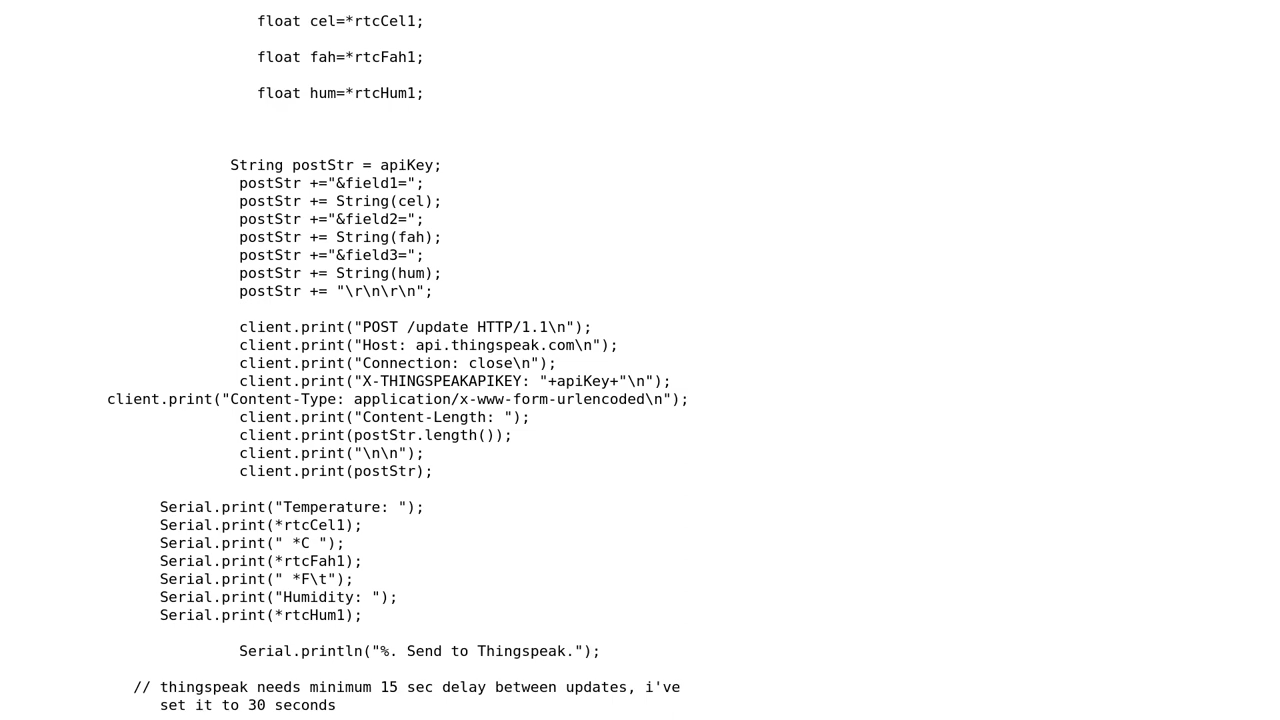 float cel=*rtcCel1;
float fah=*rtcFah1;
float hum=*rtcHum1;
String postStr = apiKey;
postStr +="&field1=";
postStr += String(cel);
postStr +="&field2=";
postStr += String(fah);
postStr +="&field3=";
postStr += String(hum);
postStr += "\r\n\r\n";
client.print("POST /update HTTP/1.1\n");
client.print("Host: api.thingspeak.com\n");
client.print("Connection: close\n");
client.print("X-THINGSPEAKAPIKEY: "+apiKey+"\n");
client.print("Content-Type: application/x-www-form-urlencoded\n");
client.print("Content-Length: ");
client.print(postStr.length());
client.print("\n\n");
client.print(postStr);
Serial.print("Temperature: ");
Serial.print(*rtcCel1);
Serial.print(" *C ");
Serial.print(*rtcFah1);
Serial.print(" *F\t");
Serial.print("Humidity: ");
Serial.print(*rtcHum1);
Serial.println("%. Send to Thingspeak.");
// thingspeak needs minimum 15 sec delay between updates, i've
set it to 30 seconds